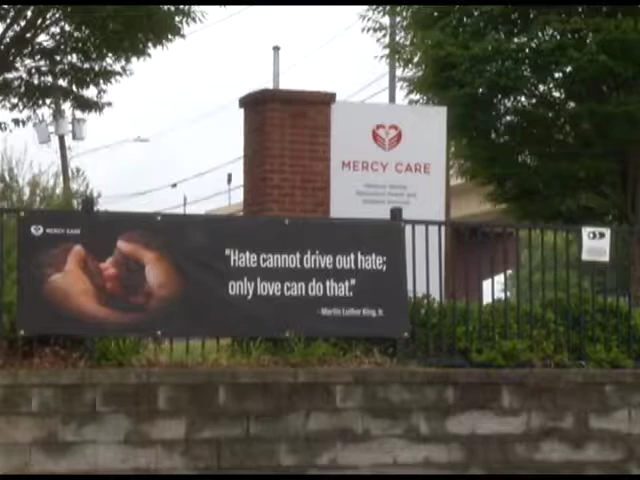 MERCY CARE
MERCY CARE
"Hate cannot drive out hate;
only love can do that."
- Martin Luther King, Jr.